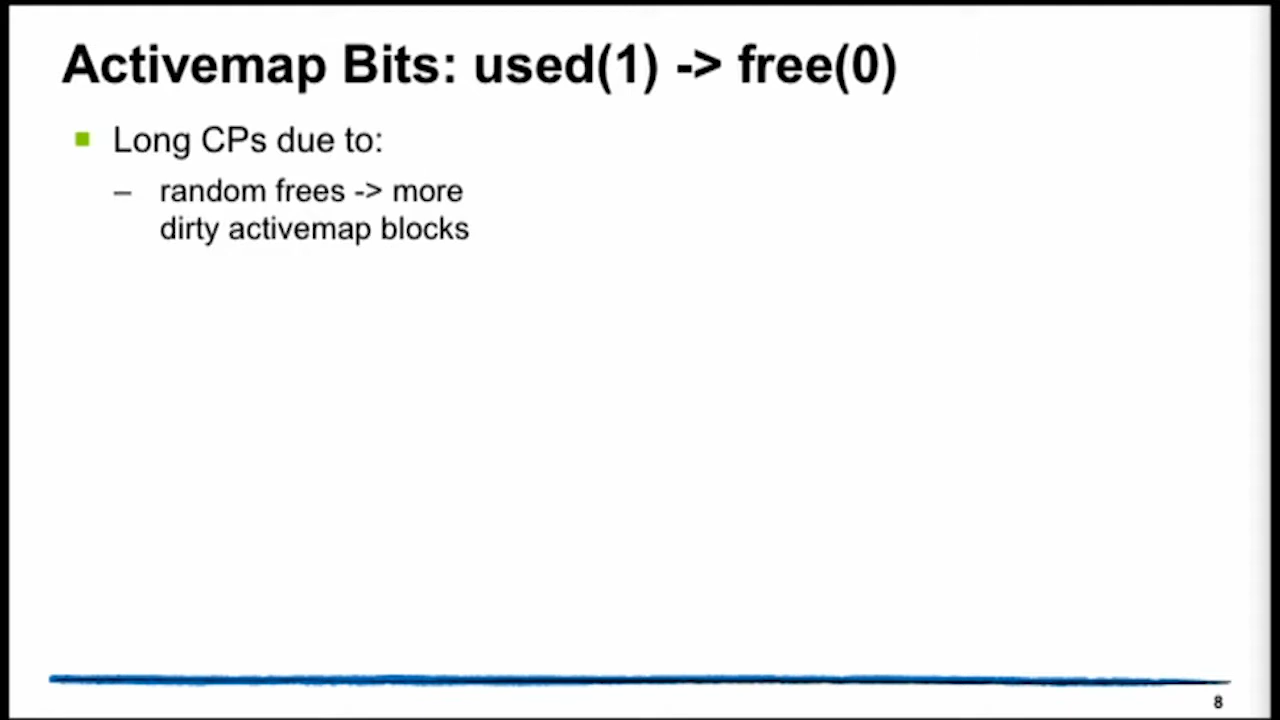 Activemap Bits: used(1) -> free(0)
Long CPs due to:
– random frees -> more
dirty activemap blocks
8